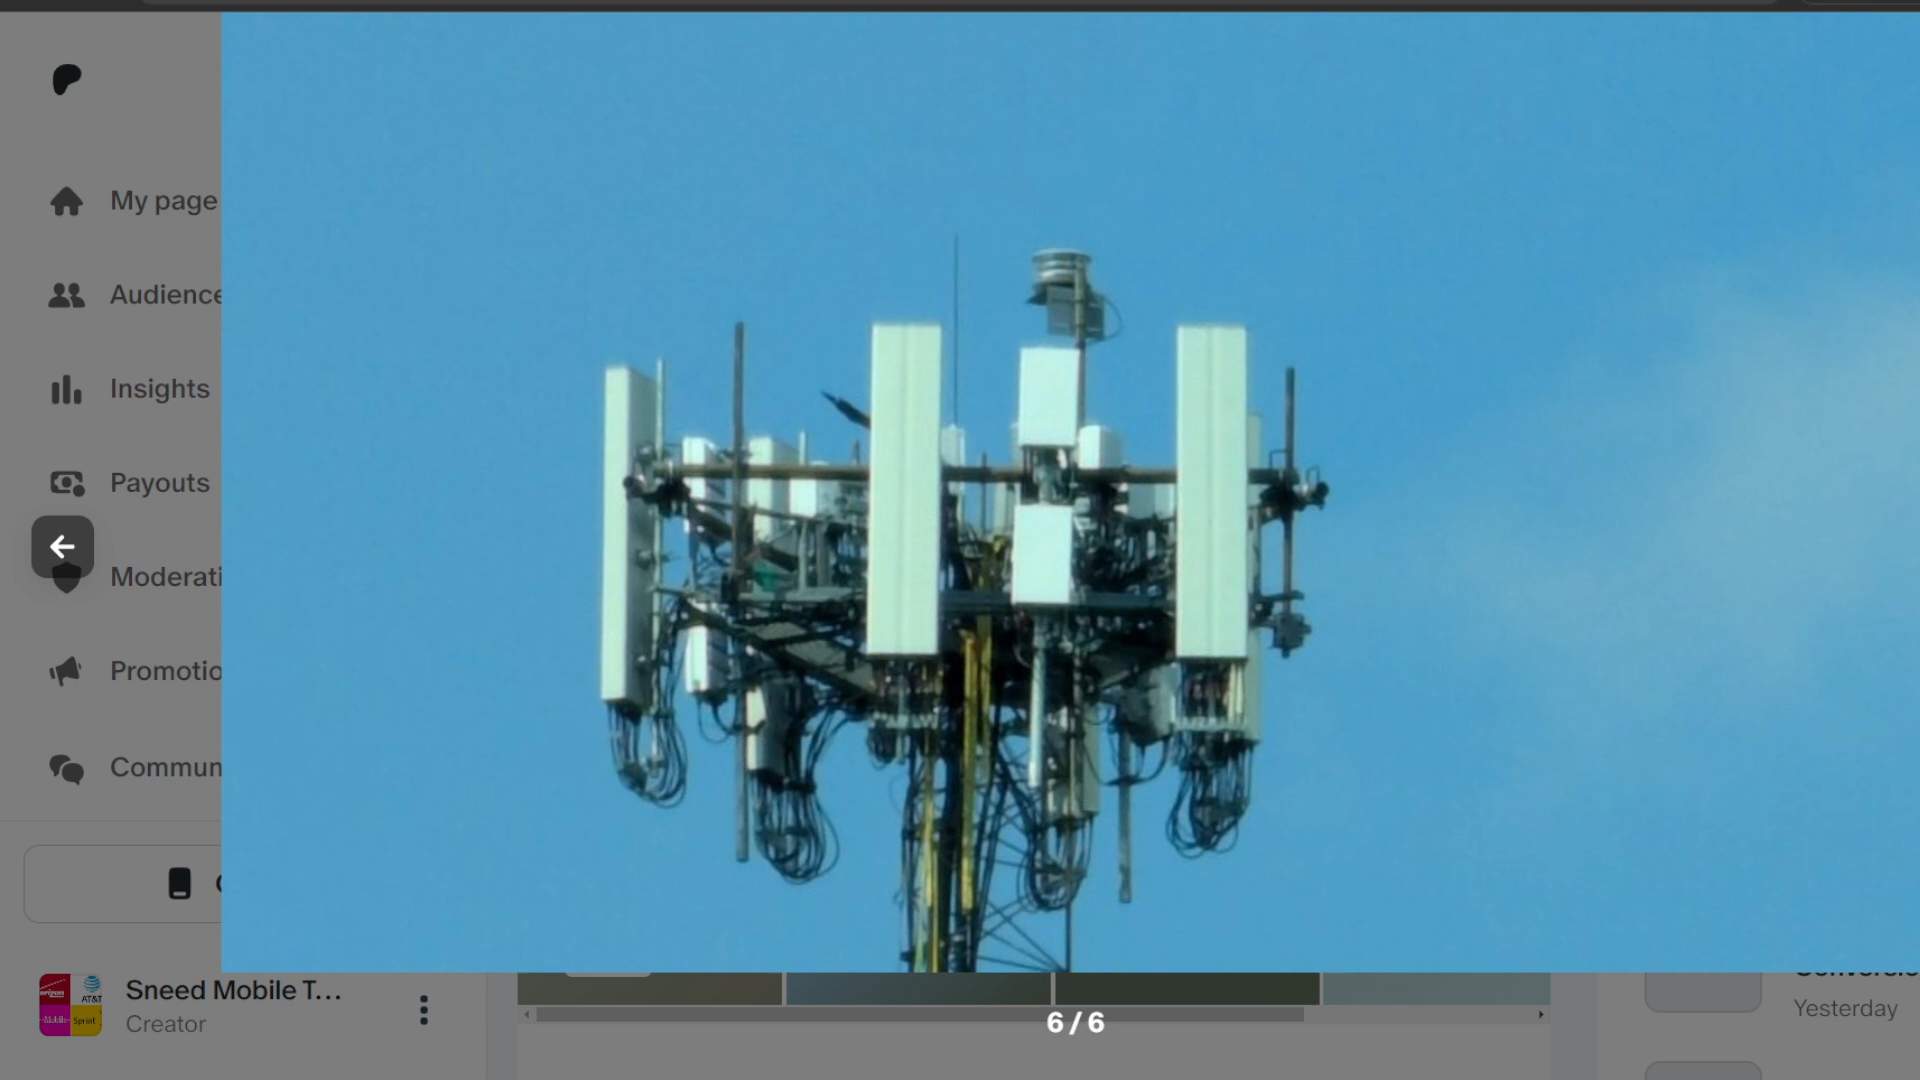 My page
Audience
Insights
Payouts
Moderati
Promotio
Commun
Sneed Mobile T...
Creator
AT&T
Sprint
6 / 6
Yesterday